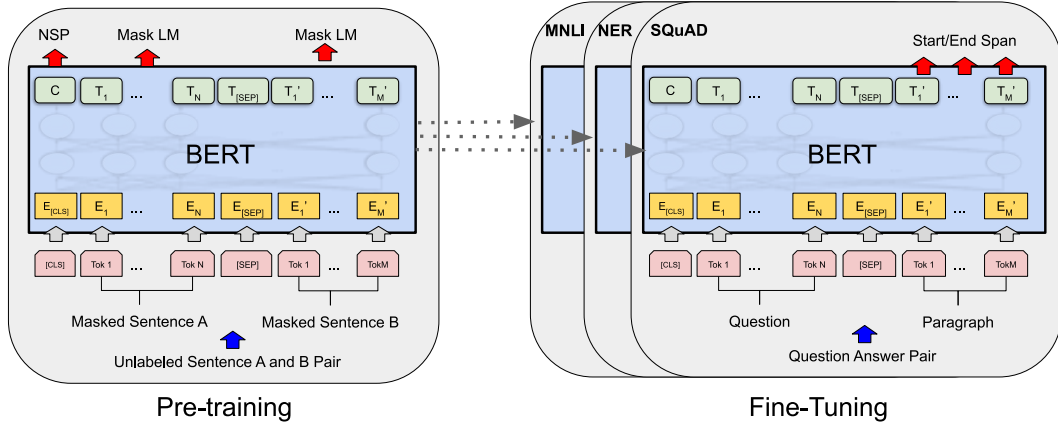 NSP Mask LM Mask LM
C T1 ... TN T[SEP] T1' ... TM'
BERT
E[CLS] E1 ... EN E[SEP] E1' ... EM'
[CLS] Tok 1 ... Tok N [SEP] Tok 1 ... TokM
Masked Sentence A Masked Sentence B
Unlabeled Sentence A and B Pair
Pre-training
MNLI NER SQuAD
Start/End Span
C T1 ... TN T[SEP] T1' ... TM'
BERT
E[CLS] E1 ... EN E[SEP] E1' ... EM'
[CLS] Tok 1 ... Tok N [SEP] Tok 1 ... TokM
Question Paragraph
Question Answer Pair
Fine-Tuning